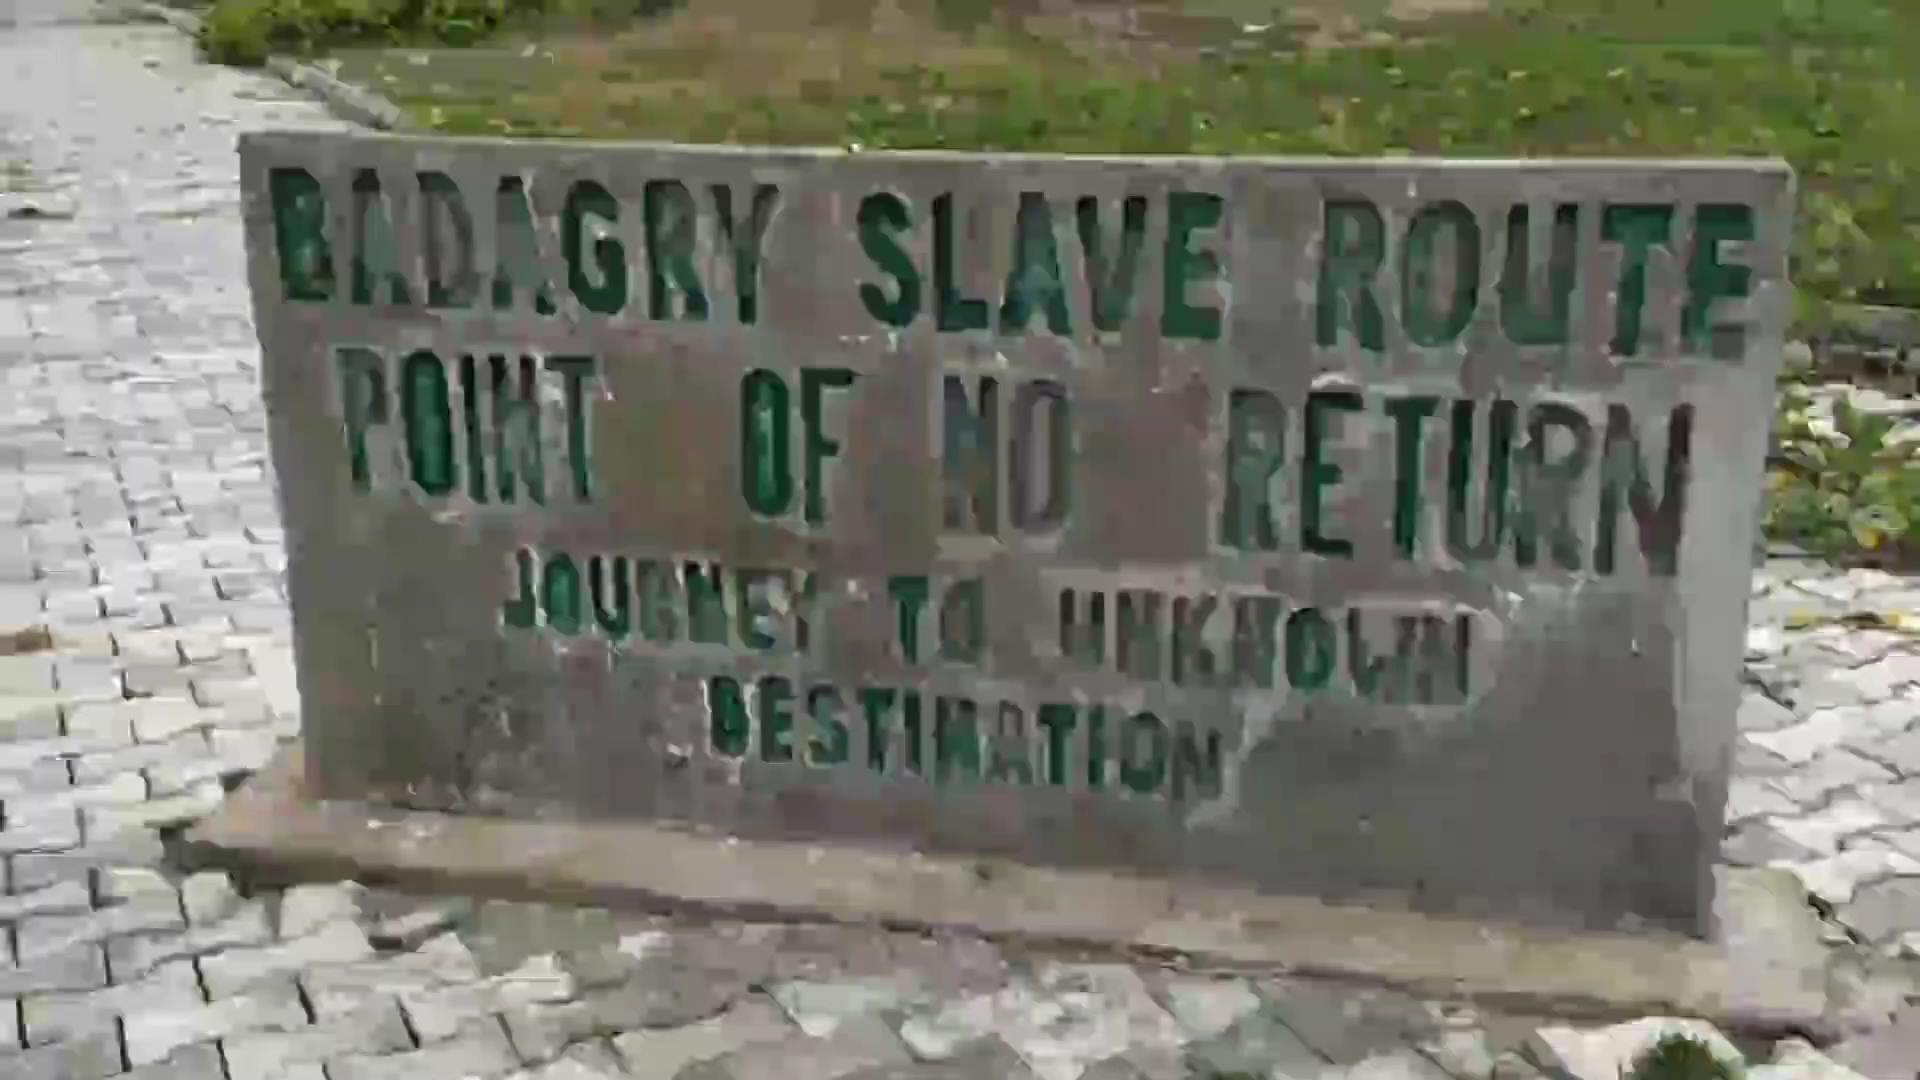 BADAGRY SLAVE ROUTE
POINT OF NO RETURN
JOURNEY TO UNKNOWN
DESTINATION